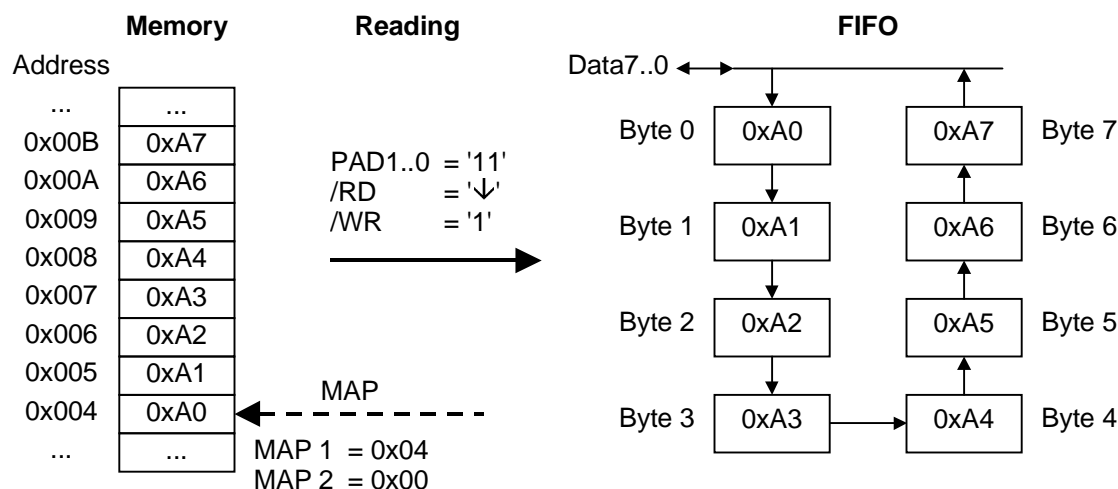 Memory Reading FIFO
Address
Data7..0
... ...
0x00B 0xA7
0x00A 0xA6
0x009 0xA5
0x008 0xA4
0x007 0xA3
0x006 0xA2
0x005 0xA1
0x004 0xA0
... ...
PAD1..0 = '11'
/RD = '↓'
/WR = '1'
MAP
MAP 1 = 0x04
MAP 2 = 0x00
Byte 0 0xA0 0xA7 Byte 7
Byte 1 0xA1 0xA6 Byte 6
Byte 2 0xA2 0xA5 Byte 5
Byte 3 0xA3 0xA4 Byte 4